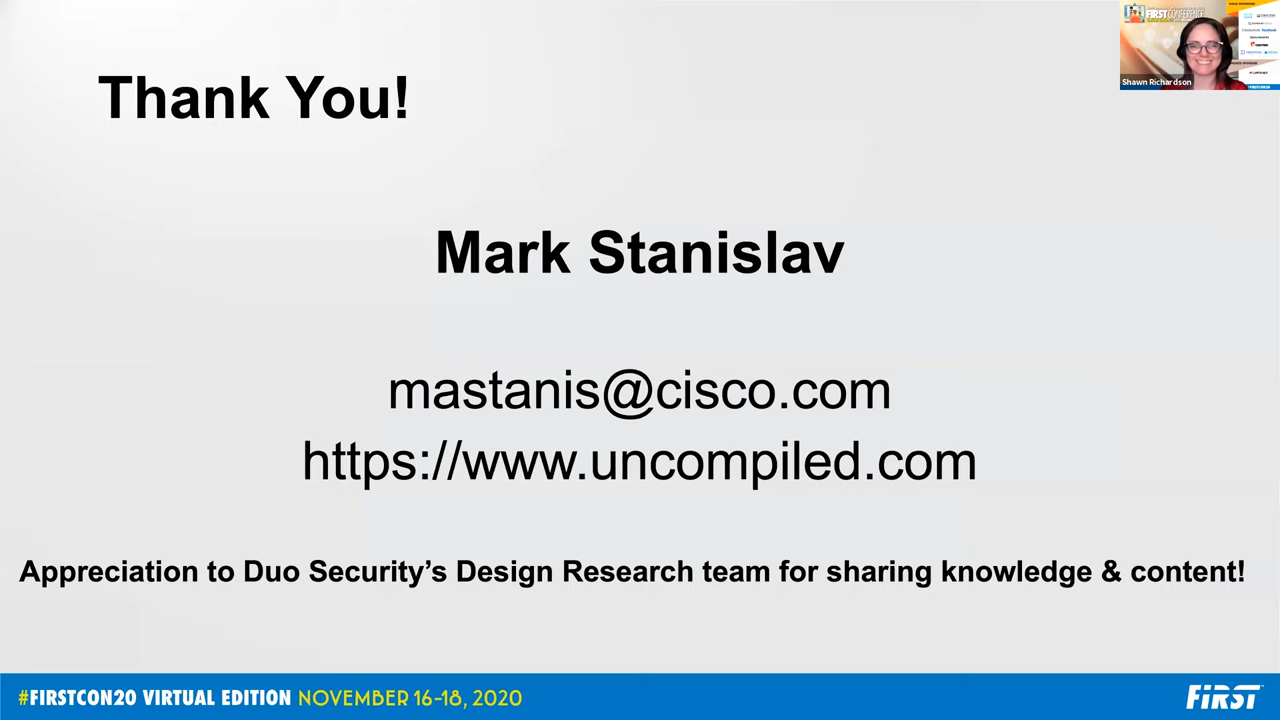 Thank You!
Mark Stanislav
mastanis@cisco.com
https://www.uncompiled.com
Appreciation to Duo Security’s Design Research team for sharing knowledge & content!
#FIRSTCON20 VIRTUAL EDITION NOVEMBER 16-18, 2020
FiRST
FIRSTCONFERENCE
Shawn Richardson